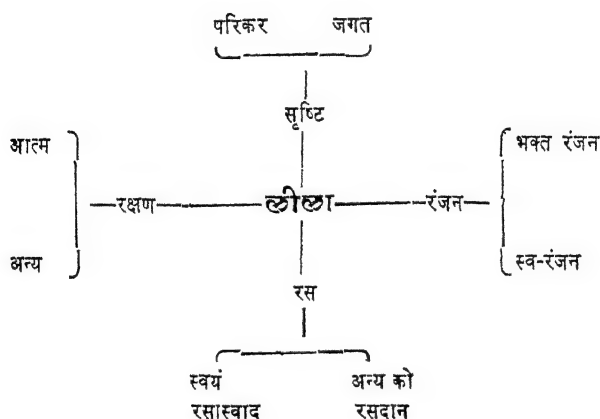 परिकर जगत
सृष्टि
आत्म भक्त रंजन
रक्षण लीला रंजन
अन्य स्व-रंजन
रस
स्वयं अन्य को
रसास्वाद रसदान